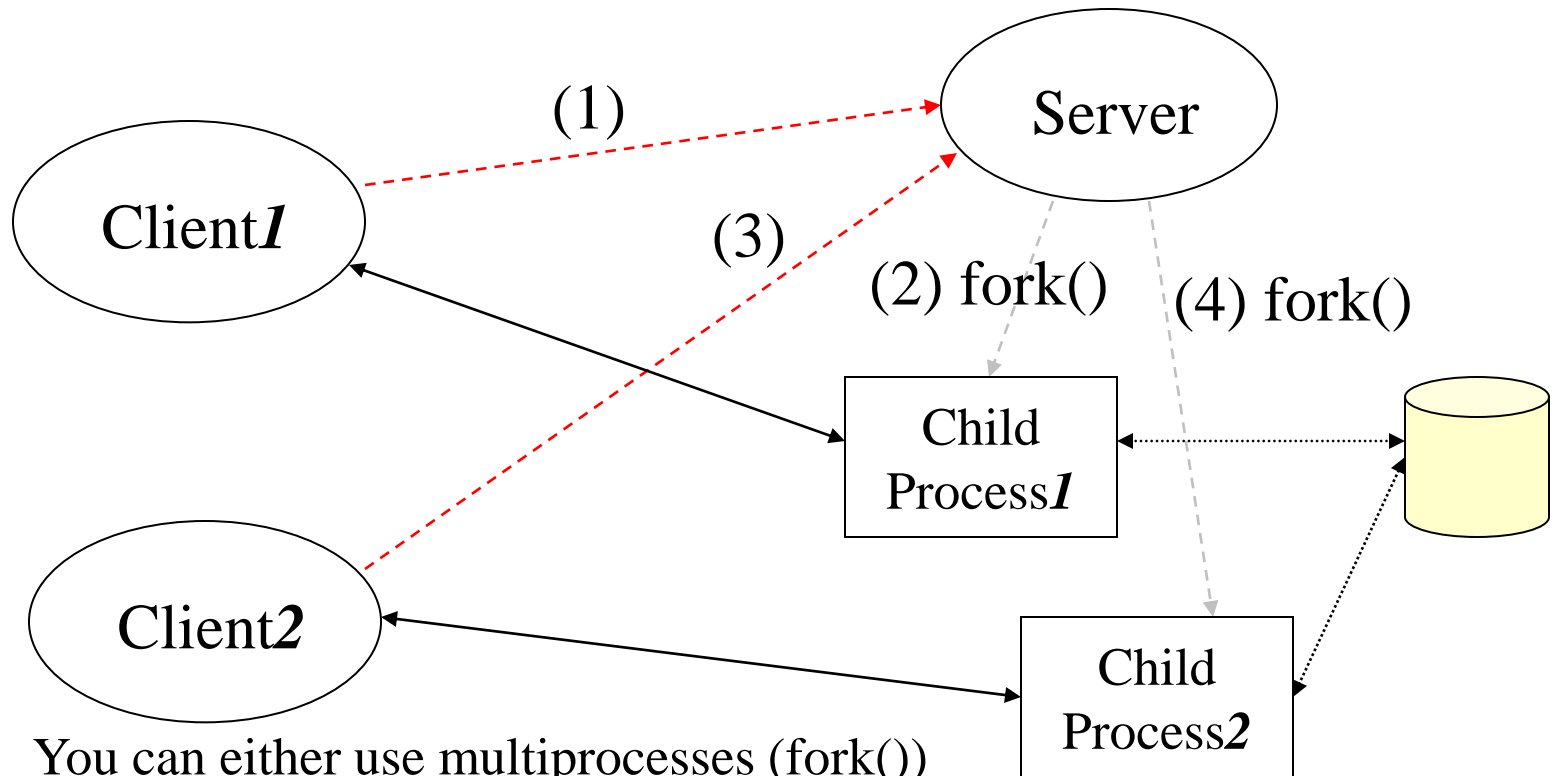 (1)
Server
Client1
(3)
(2) fork()
(4) fork()
Child
Process1
Client2
Child
Process2
You can either use multiprocesses (fork())